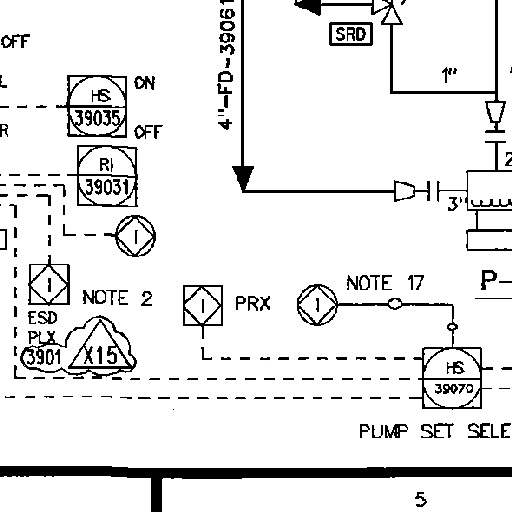 OFF
SRD
4"-FD-39061
1"
HS
39035
ON
OFF
L
R
RI
39031
2
3"
I
I
NOTE 2
I
PRX
I
NOTE 17
P-
ESD
PLX
3901
X15
HS
39070
PUMP SET SELE
5